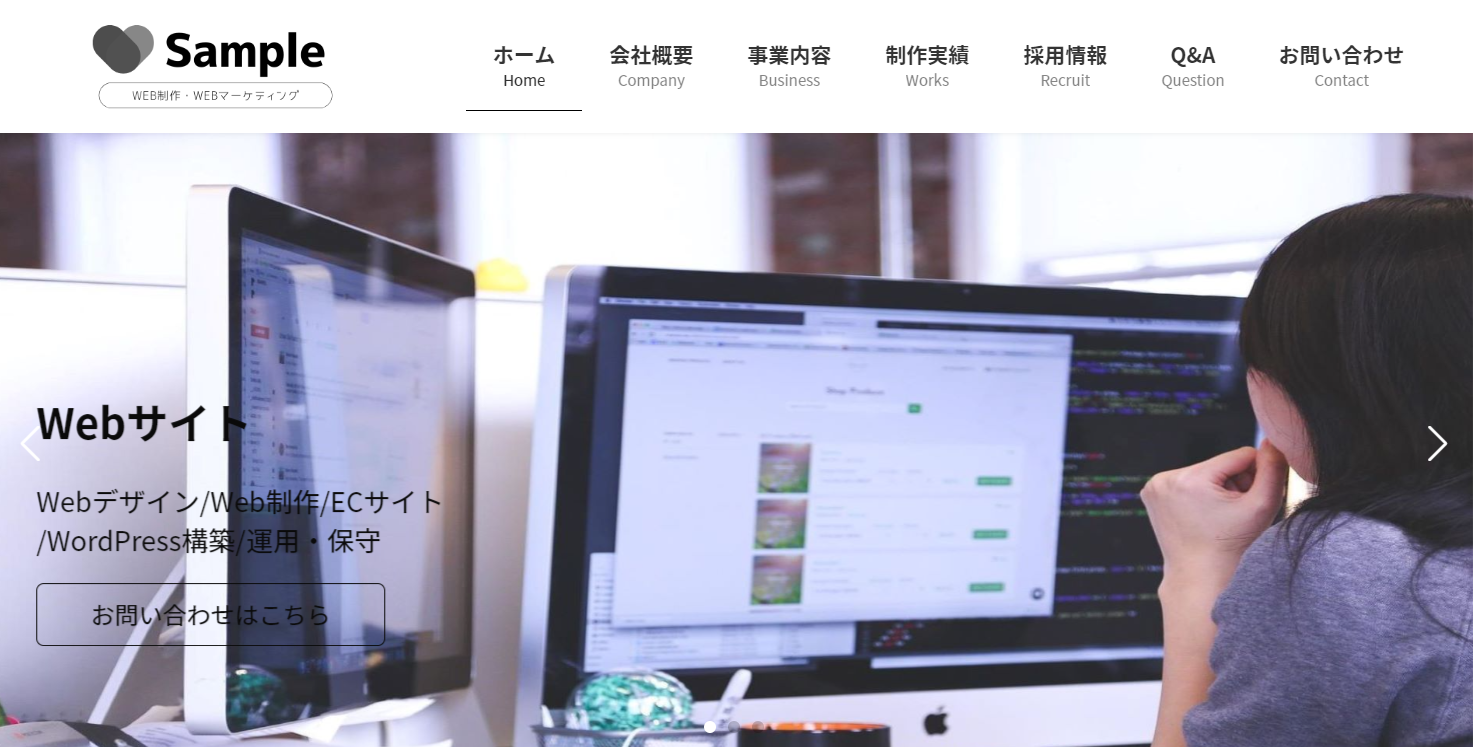 Sample
WEB制作・WEBマーケティング
ホーム
Home
会社概要
Company
事業内容
Business
制作実績
Works
採用情報
Recruit
Q&A
Question
お問い合わせ
Contact
Webサイト
Webデザイン/Web制作/ECサイト
/WordPress構築/運用・保守
お問い合わせはこちら